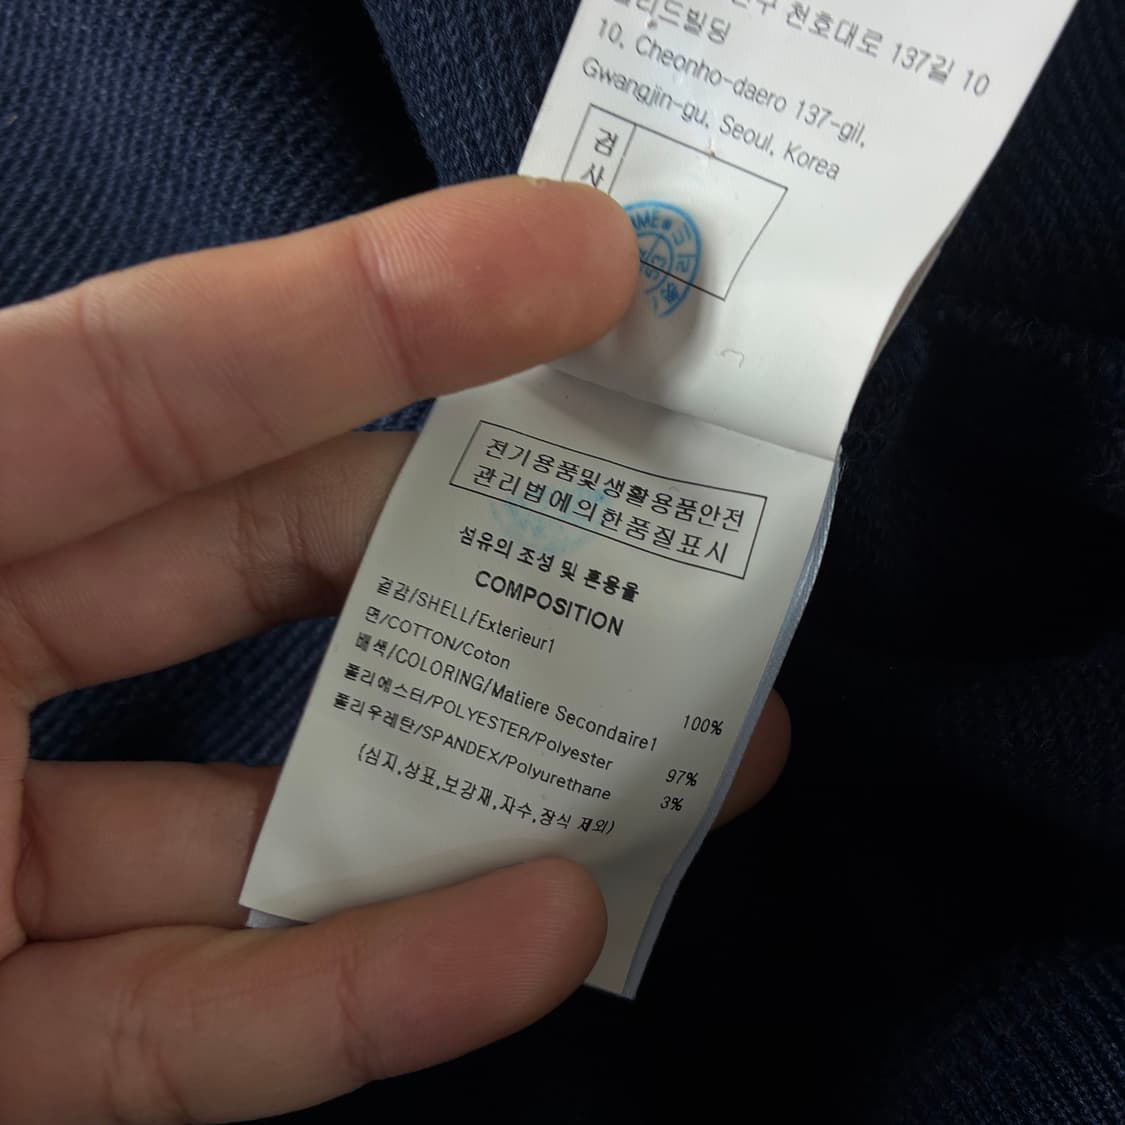 구 천호대로 137길 10
리드빌딩
10, Cheonho-daero 137-gil,
Gwangjin-gu, Seoul, Korea
검
사
전기용품및생활용품안전
관리법에의한품질표시
섬유의 조성 및 혼용율
COMPOSITION
겉감/SHELL/Exterieur1
면/COTTON/Coton 100%
배색/COLORING/Matiere Secondaire1
폴리에스터/POLYESTER/Polyester 97%
폴리우레탄/SPANDEX/Polyurethane 3%
(심지,상표,보강재,자수,장식 제외)